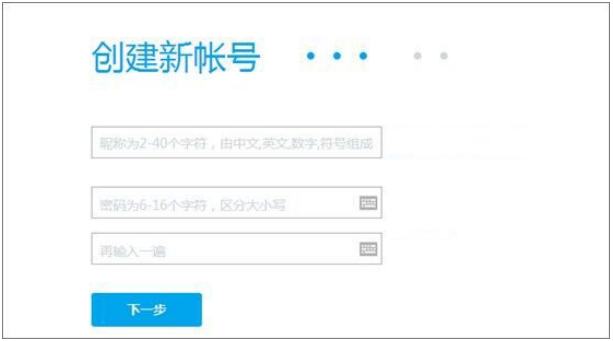 创建新帐号
昵称为2-40个字符，由中文,英文,数字,符号组成
密码为6-16个字符，区分大小写
再输入一遍
下一步